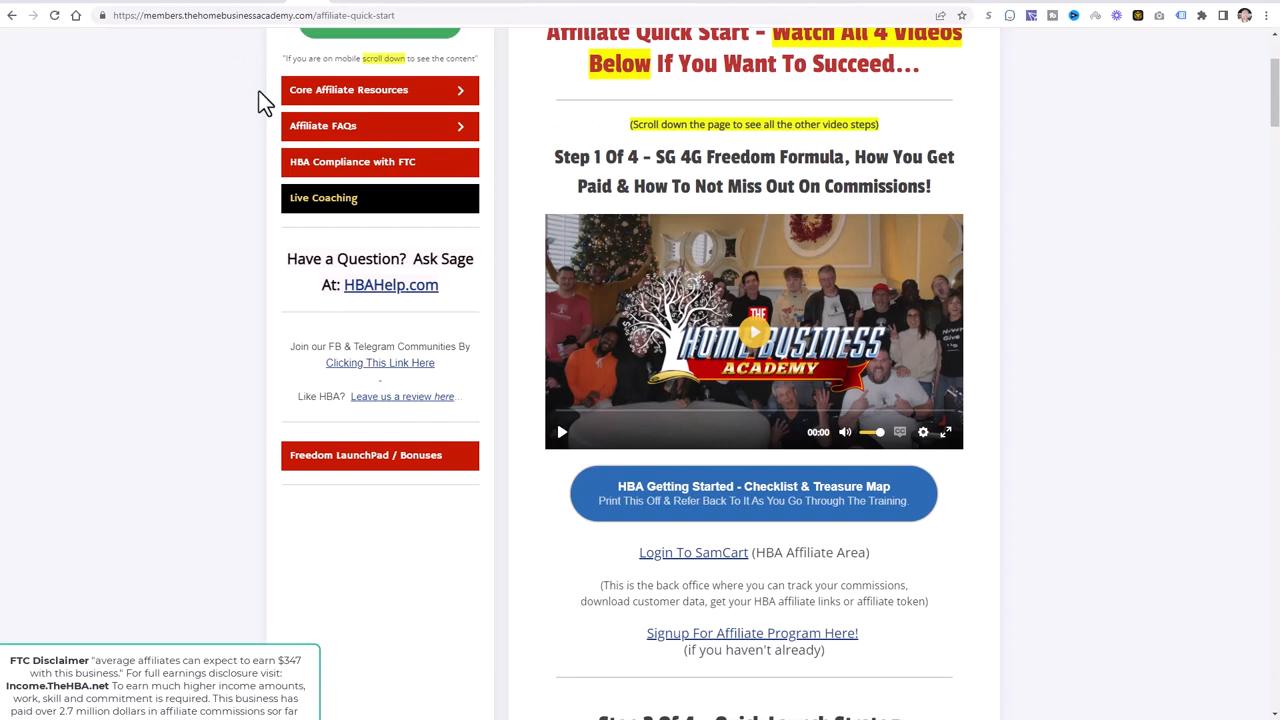 https://members.thehomebusinessacademy.com/affiliate-quick-start
"If you are on mobile scroll down to see the content"
Core Affiliate Resources
Affiliate FAQs
HBA Compliance with FTC
Live Coaching
Have a Question? Ask Sage
At: HBAHelp.com
Join our FB & Telegram Communities By
Clicking This Link Here
-
Like HBA? Leave us a review here...
Freedom LaunchPad / Bonuses
Affiliate Quick Start - Watch All 4 Videos
Below If You Want To Succeed...
(Scroll down the page to see all the other video steps)
Step 1 Of 4 - SG 4G Freedom Formula, How You Get
Paid & How To Not Miss Out On Commissions!
THE
HOME BUSINESS
ACADEMY
00:00
HBA Getting Started - Checklist & Treasure Map
Print This Off & Refer Back To It As You Go Through The Training.
Login To SamCart (HBA Affiliate Area)
(This is the back office where you can track your commissions,
download customer data, get your HBA affiliate links or affiliate token)
Signup For Affiliate Program Here!
(if you haven't already)
FTC Disclaimer "average affiliates can expect to earn $347
with this business." For full earnings disclosure visit:
Income.TheHBA.net To earn much higher income amounts,
work, skill and commitment is required. This business has
paid over 2.7 million dollars in affiliate commissions sor far